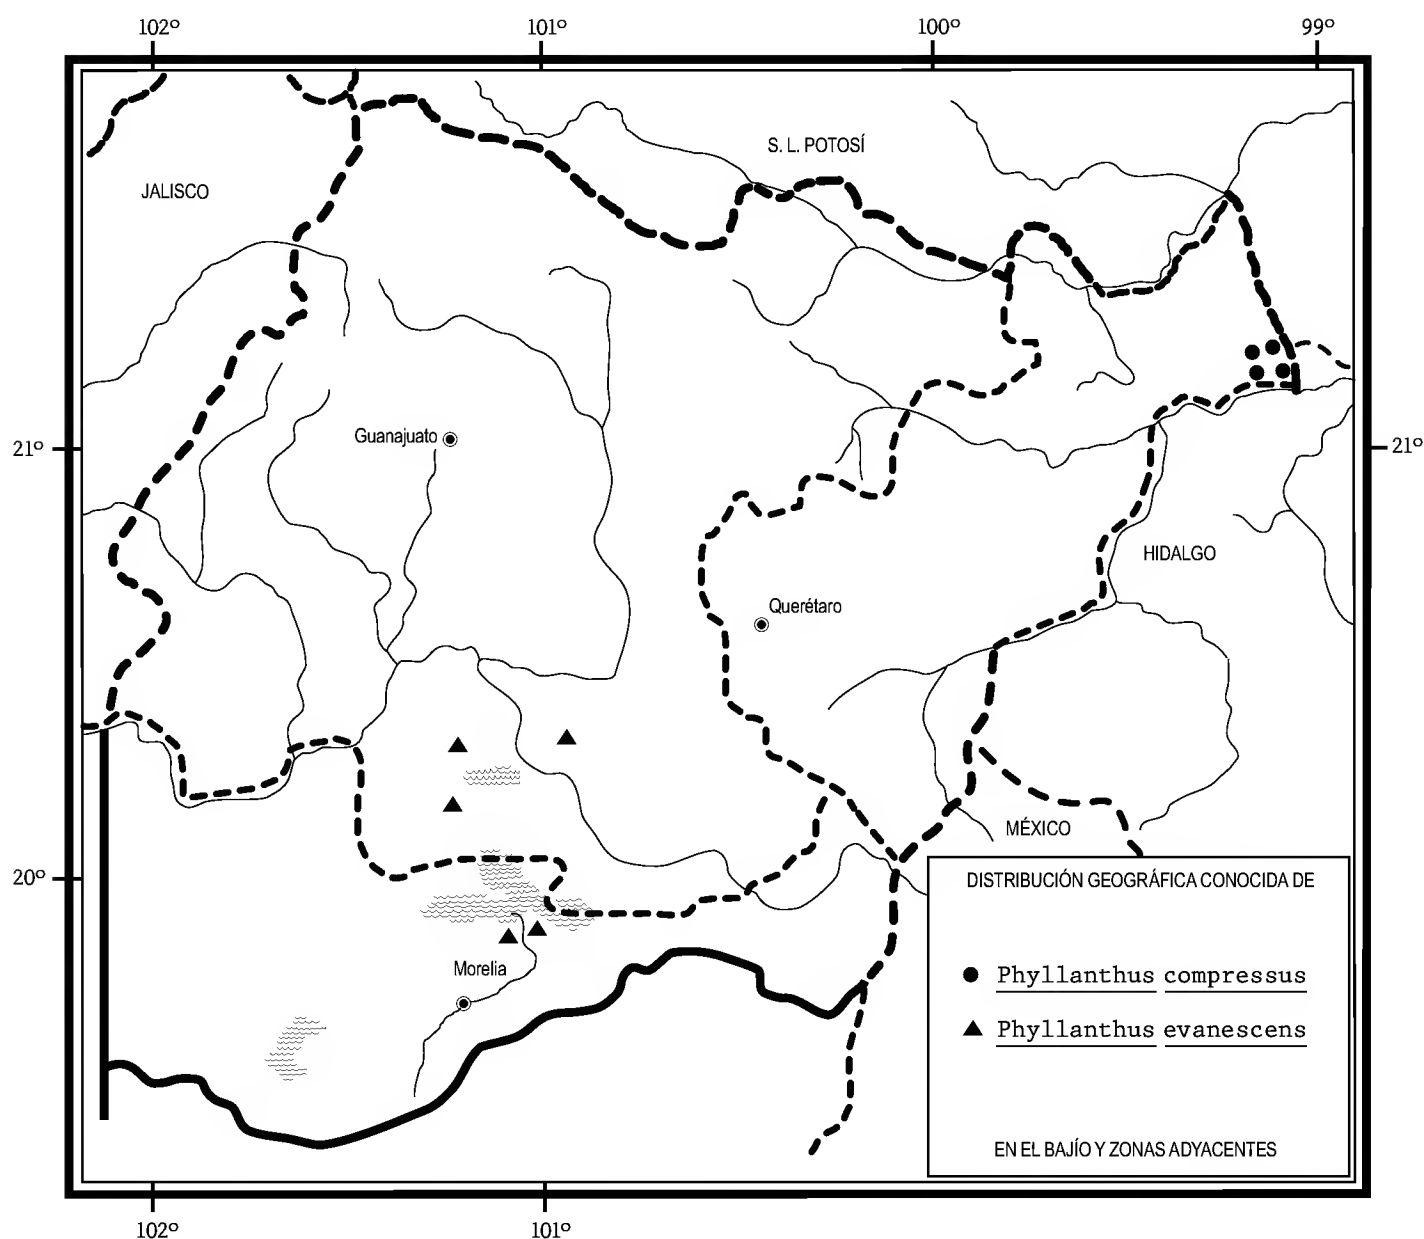 102º 101º 100º 99º
S. L. POTOSÍ
JALISCO
Guanajuato
21º
21º
HIDALGO
Querétaro
MÉXICO
20º
DISTRIBUCIÓN GEOGRÁFICA CONOCIDA DE
Morelia
Phyllanthus compressus
Phyllanthus evanescens
EN EL BAJÍO Y ZONAS ADYACENTES
102º 101º